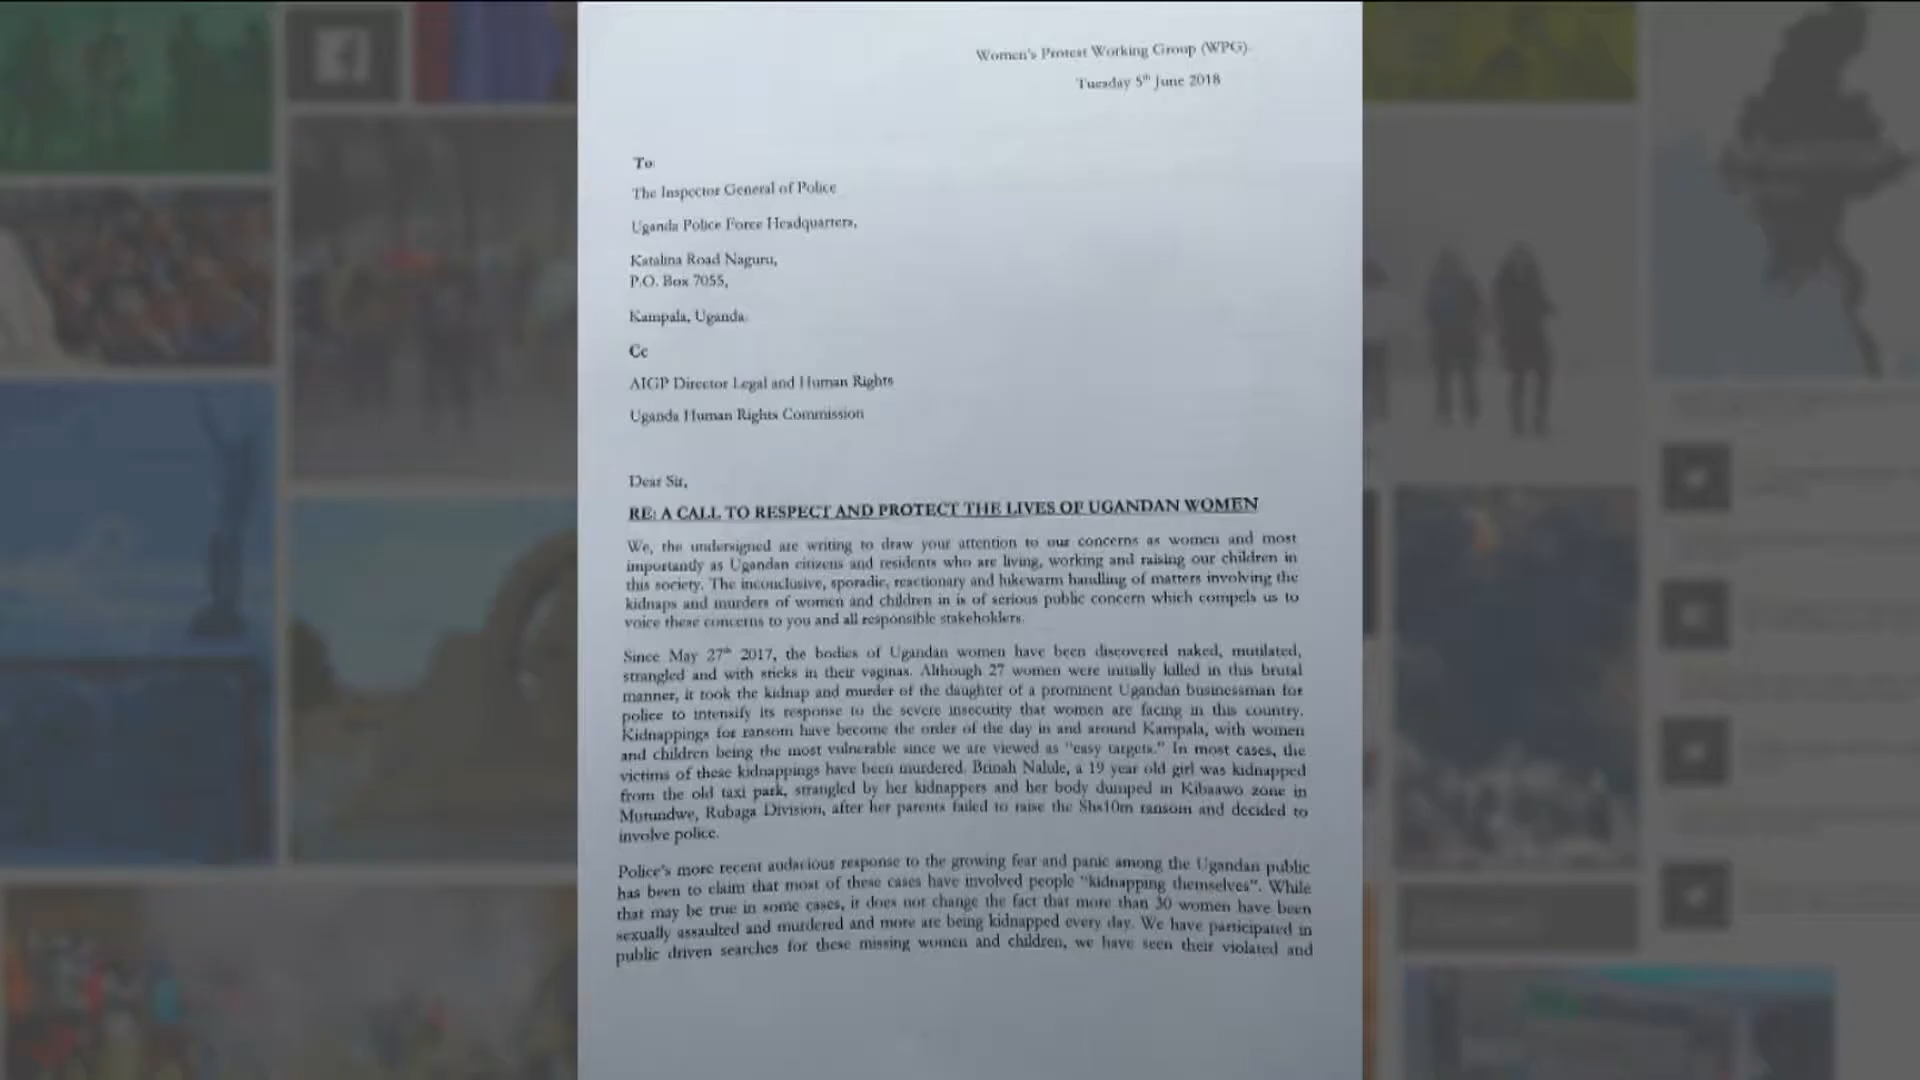 Women's Protest Working Group (WPG)
Tuesday 5th June 2018
To
The Inspector General of Police
Uganda Police Force Headquarters,
Katalina Road Naguru,
P.O. Box 7055,
Kampala, Uganda
Cc
AIGP Director Legal and Human Rights
Uganda Human Rights Commission
Dear Sir,
RE: A CALL TO RESPECT AND PROTECT THE LIVES OF UGANDAN WOMEN
We, the undersigned are writing to draw your attention to our concerns as women and most
importantly as Ugandan citizens and residents who are living, working and raising our children in
this society. The inconclusive, sporadic, reactionary and lukewarm handling of matters involving the
kidnaps and murders of women and children in is of serious public concern which compels us to
voice these concerns to you and all responsible stakeholders.
Since May 27th 2017, the bodies of Ugandan women have been discovered naked, mutilated,
strangled and with sticks in their vaginas. Although 27 women were initially killed in this brutal
manner, it took the kidnap and murder of the daughter of a prominent Ugandan businessman for
police to intensify its response to the severe insecurity that women are facing in this country.
Kidnappings for ransom have become the order of the day in and around Kampala, with women
and children being the most vulnerable since we are viewed as "easy targets." In most cases, the
victims of these kidnappings have been murdered. Brinah Nalule, a 19 year old girl was kidnapped
from the old taxi park, strangled by her kidnappers and her body dumped in Kibaawo zone in
Mutundwe, Rubaga Division, after her parents failed to raise the Shs10m ransom and decided to
involve police.
Police's more recent audacious response to the growing fear and panic among the Ugandan public
has been to claim that most of these cases have involved people "kidnapping themselves". While
that may be true in some cases, it does not change the fact that more than 30 women have been
sexually assaulted and murdered and more are being kidnapped every day. We have participated in
public driven searches for these missing women and children, we have seen their violated and